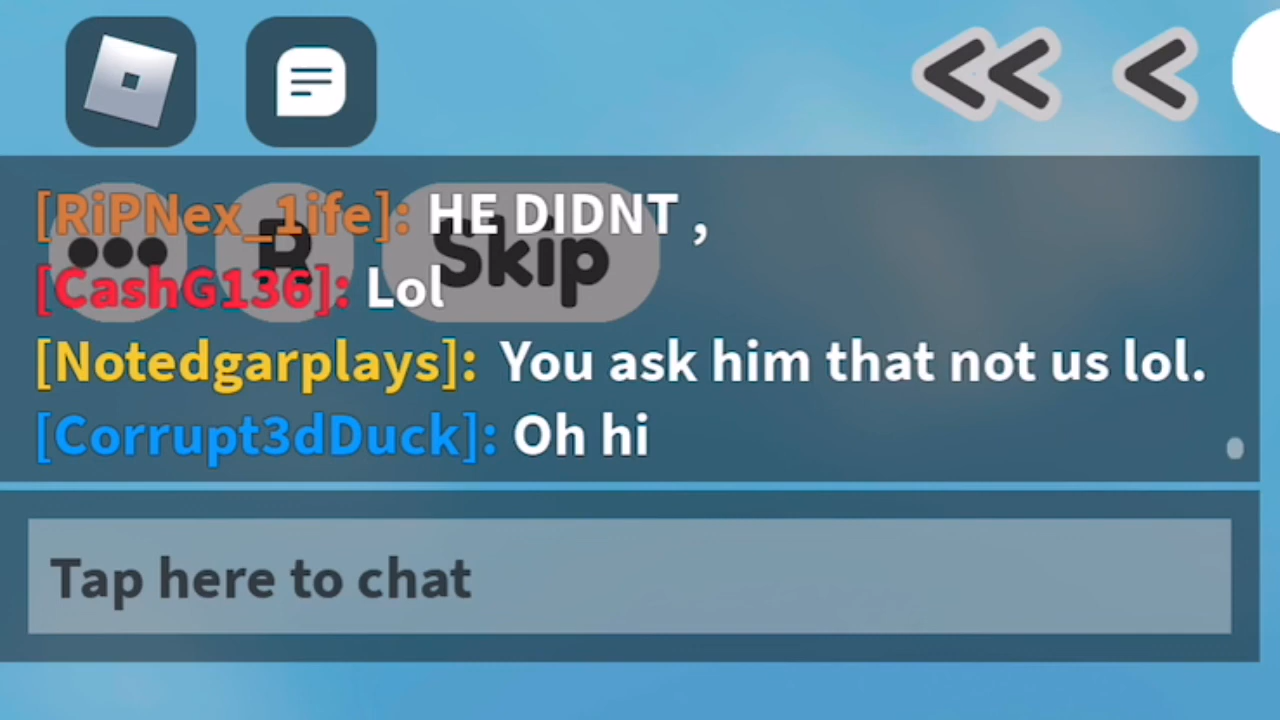 << <
[RiPNex_1ife]: HE DIDNT ,
R Skip
[CashG136]: Lol
[Notedgarplays]: You ask him that not us lol.
[Corrupt3dDuck]: Oh hi
Tap here to chat